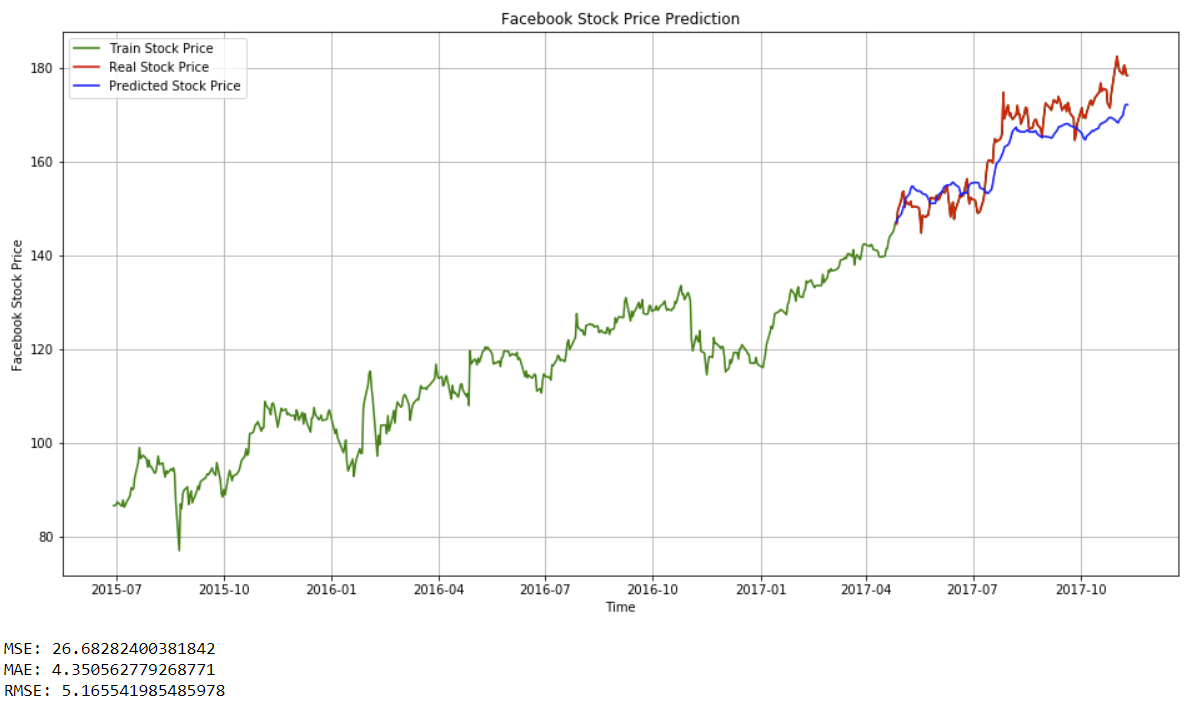 Facebook Stock Price Prediction
Train Stock Price
Real Stock Price
Predicted Stock Price
180
160
140
120
100
80
Facebook Stock Price
2015-07 2015-10 2016-01 2016-04 2016-07 2016-10 2017-01 2017-04 2017-07 2017-10
Time
MSE: 26.68282400381842
MAE: 4.350562779268771
RMSE: 5.165541985485978